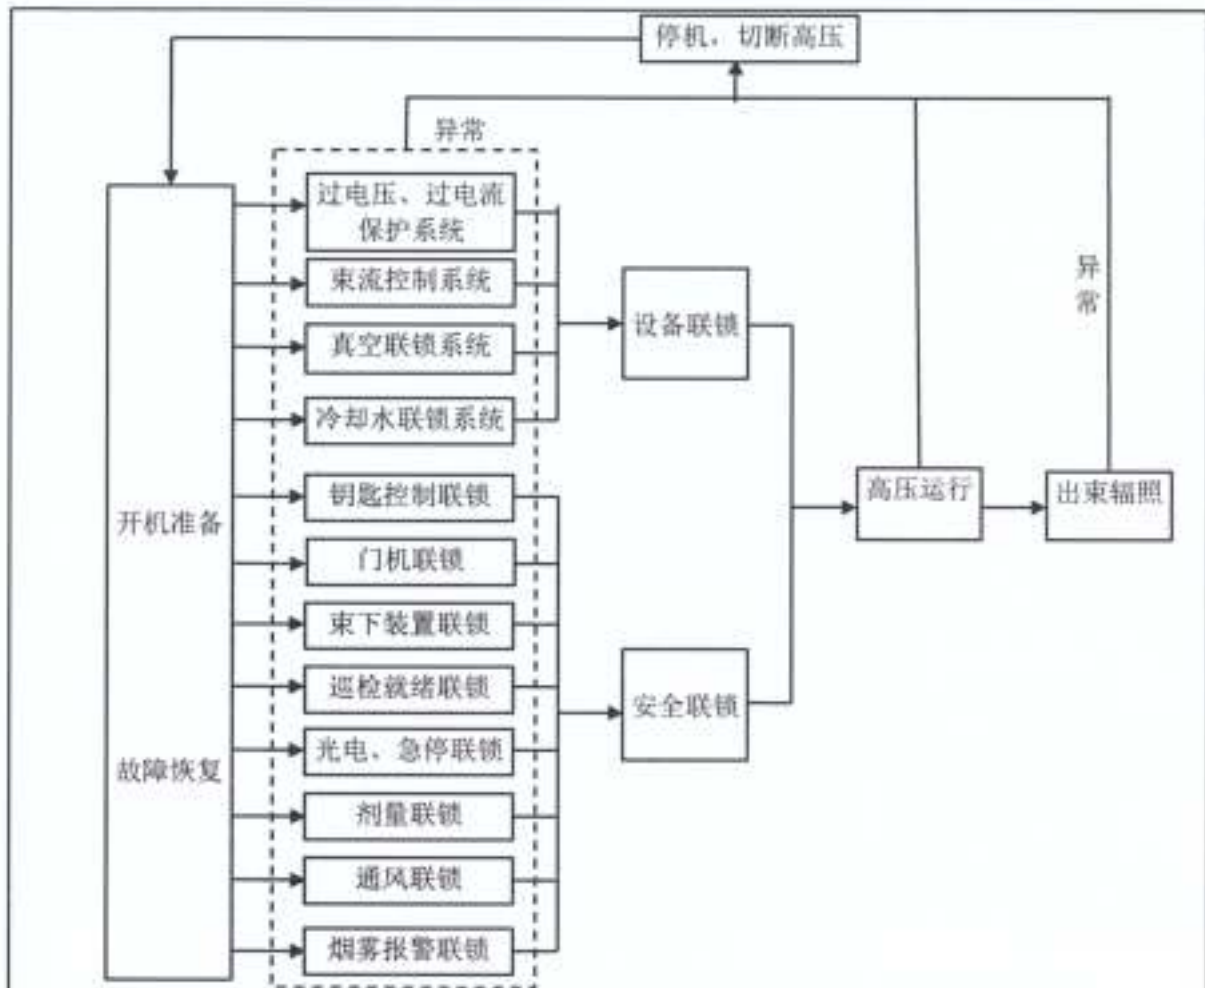 停机，切断高压
异常
过电压、过电流
保护系统
束流控制系统
真空联锁系统
冷却水联锁系统
钥匙控制联锁
门机联锁
束下装置联锁
巡检就绪联锁
光电、急停联锁
剂量联锁
通风联锁
烟雾报警联锁
开机准备
故障恢复
设备联锁
安全联锁
高压运行
出束辐照
异
常